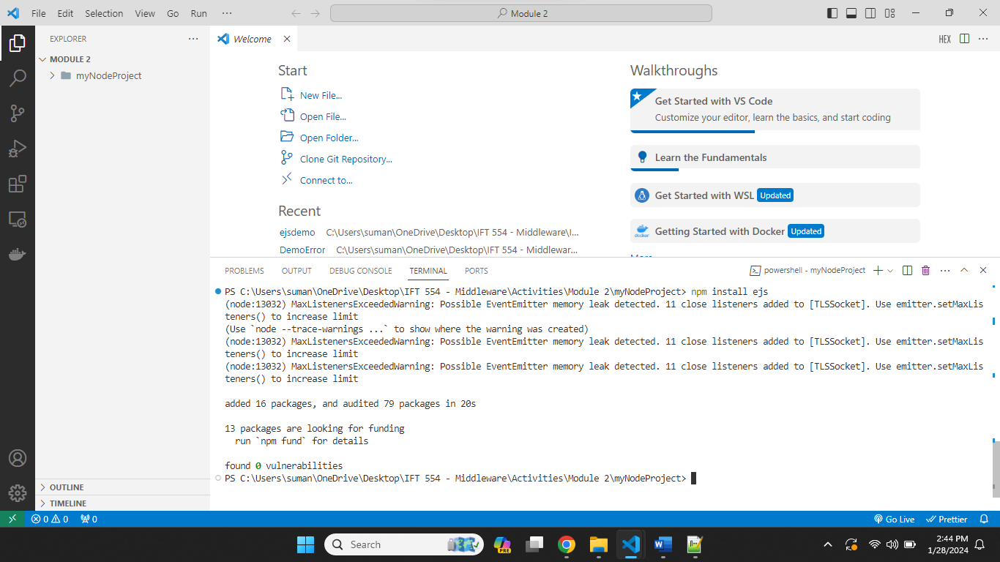 File Edit Selection View Go Run ···
Module 2
EXPLORER ···
MODULE 2
myNodeProject
OUTLINE
TIMELINE
Welcome
HEX ···
Start
New File...
Open File...
Open Folder...
Clone Git Repository...
Connect to...
Recent
ejsdemo C:\Users\suman\OneDrive\Desktop\IFT 554 - Middleware\I...
DemoError C:\Users\suman\OneDrive\Desktop\IFT 554 - Middlewar...
Walkthroughs
Get Started with VS Code
Customize your editor, learn the basics, and start coding
Learn the Fundamentals
Get Started with WSL Updated
docker Getting Started with Docker Updated
PROBLEMS OUTPUT DEBUG CONSOLE TERMINAL PORTS
powershell - myNodeProject ···
PS C:\Users\suman\OneDrive\Desktop\IFT 554 - Middleware\Activities\Module 2\myNodeProject> npm install ejs
(node:13032) MaxListenersExceededWarning: Possible EventEmitter memory leak detected. 11 close listeners added to [TLSSocket]. Use emitter.setMaxLis
teners() to increase limit
(Use `node --trace-warnings ...` to show where the warning was created)
(node:13032) MaxListenersExceededWarning: Possible EventEmitter memory leak detected. 11 close listeners added to [TLSSocket]. Use emitter.setMaxLis
teners() to increase limit
(node:13032) MaxListenersExceededWarning: Possible EventEmitter memory leak detected. 11 close listeners added to [TLSSocket]. Use emitter.setMaxLis
teners() to increase limit
added 16 packages, and audited 79 packages in 20s
13 packages are looking for funding
run `npm fund` for details
found 0 vulnerabilities
PS C:\Users\suman\OneDrive\Desktop\IFT 554 - Middleware\Activities\Module 2\myNodeProject>
0 0 0
Go Live Prettier
Search
PRE
2:44 PM
1/28/2024